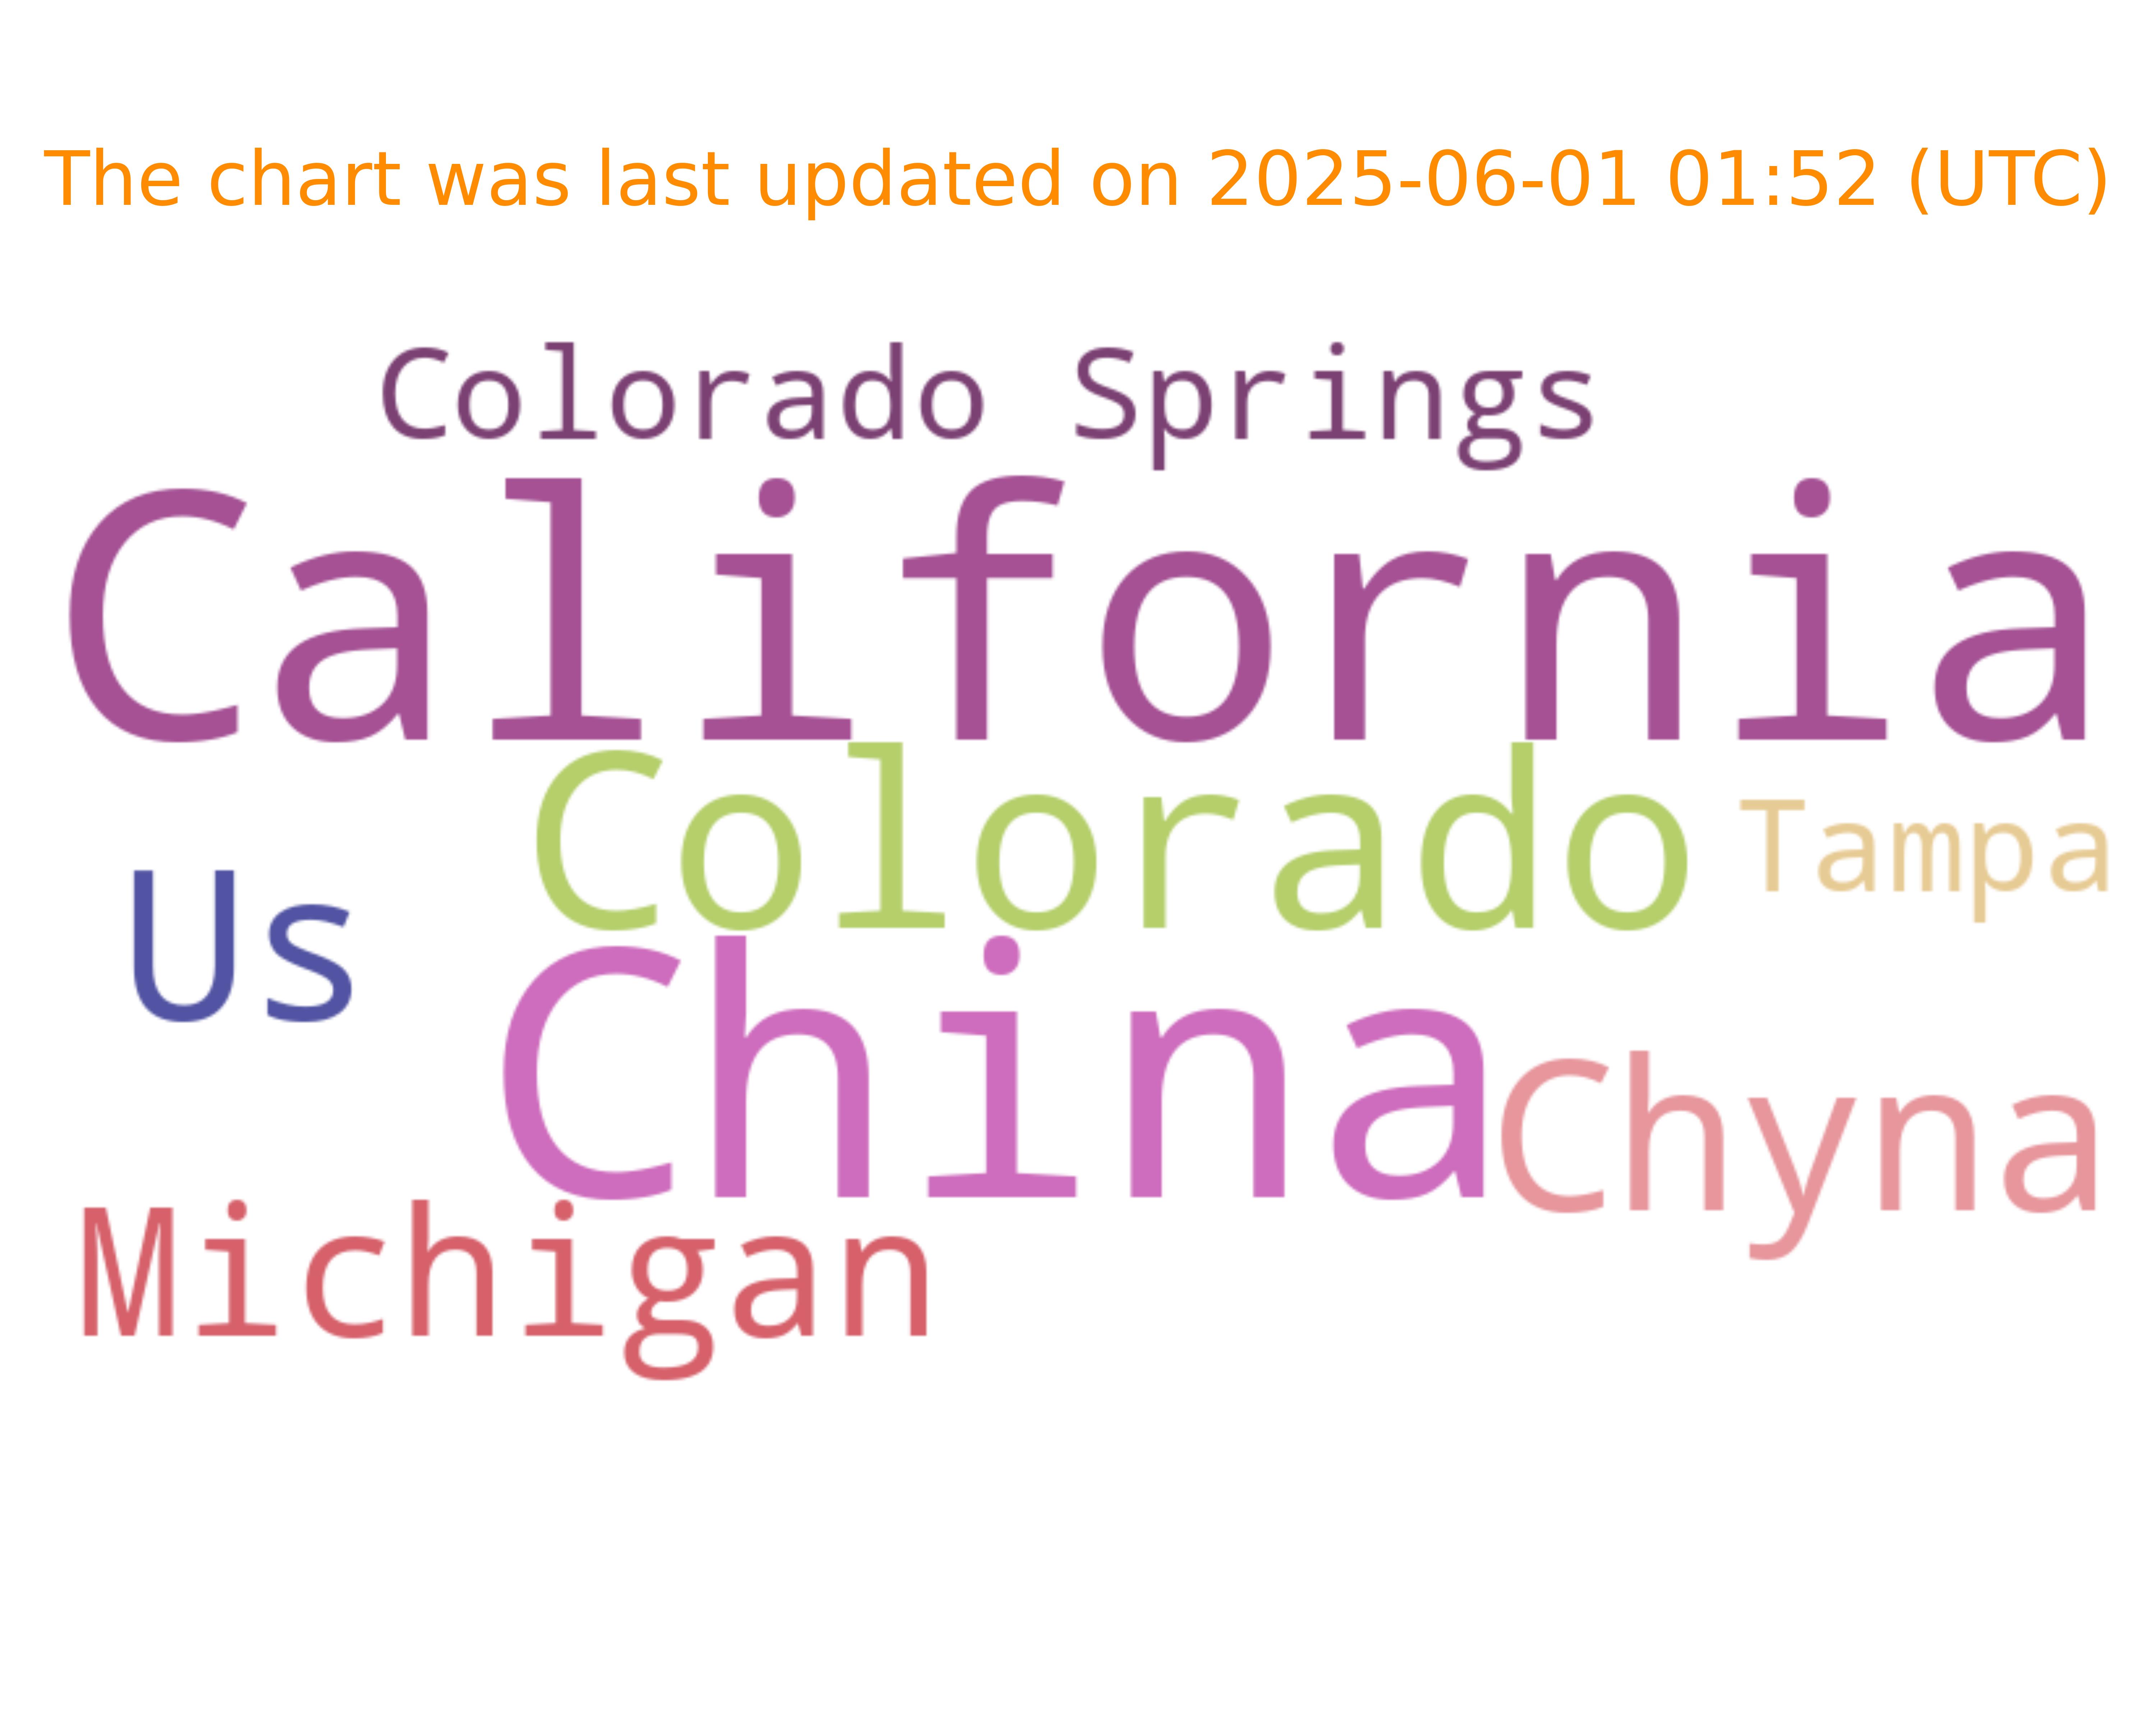 The chart was last updated on 2025-06-01 01:52 (UTC)
Colorado Springs
California
Colorado
Tampa
Us
China
Chyna
Michigan